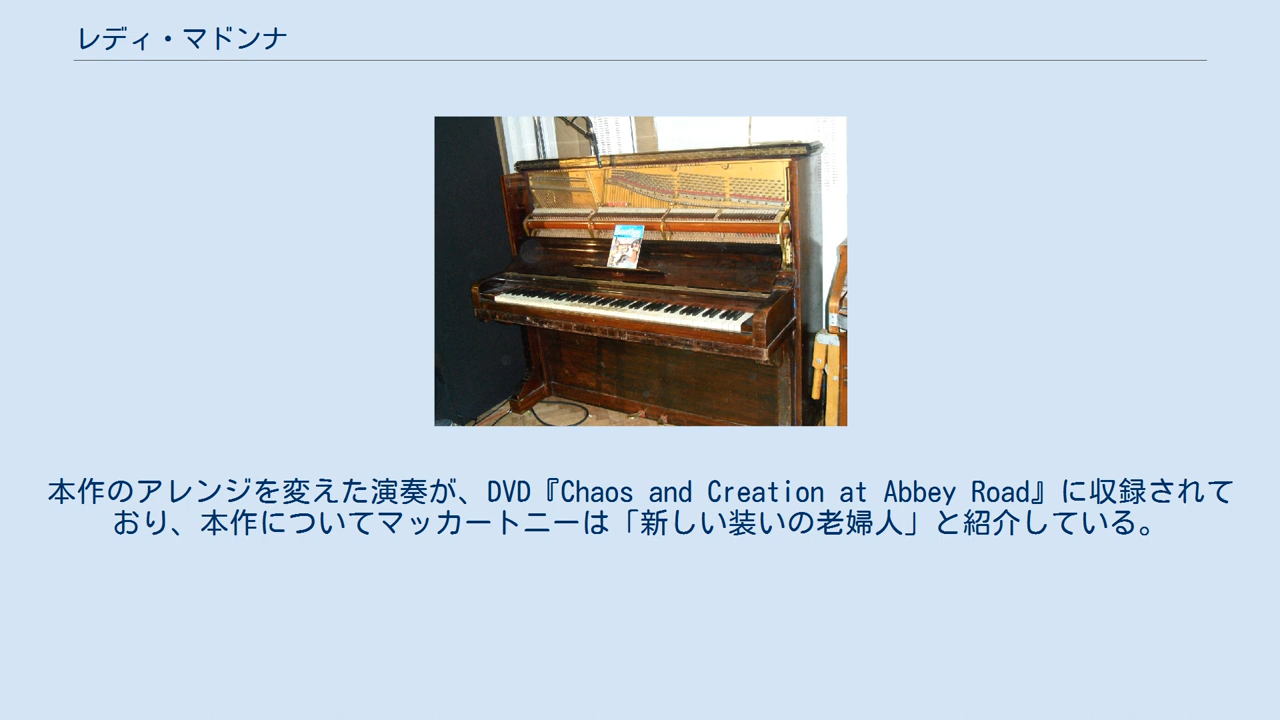 レディ・マドンナ
本作のアレンジを変えた演奏が、DVD『Chaos and Creation at Abbey Road』に収録されて
おり、本作についてマッカートニーは「新しい装いの老婦人」と紹介している。